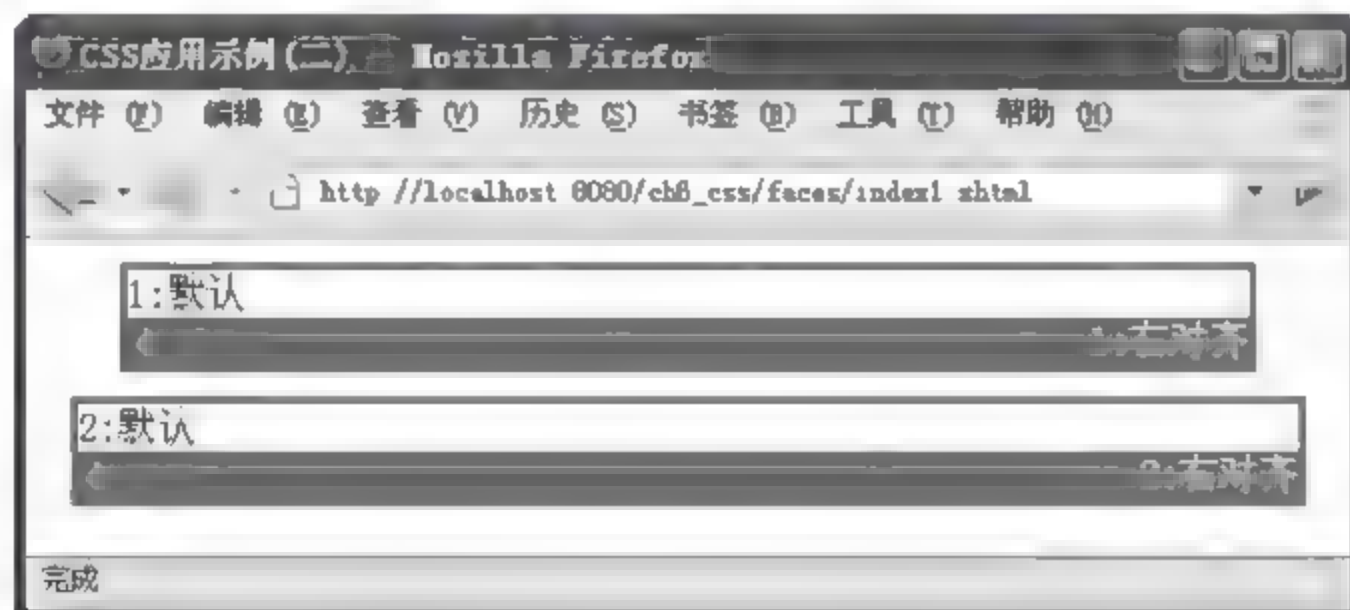 CSS应用示例(二) - Mozilla Firefox
文件 (F) 编辑 (E) 查看 (V) 历史 (S) 书签 (B) 工具 (T) 帮助 (H)
http //localhost 8080/ch6_css/faces/index1 xhtml
1:默认
1:右对齐
2:默认
2:右对齐
完成